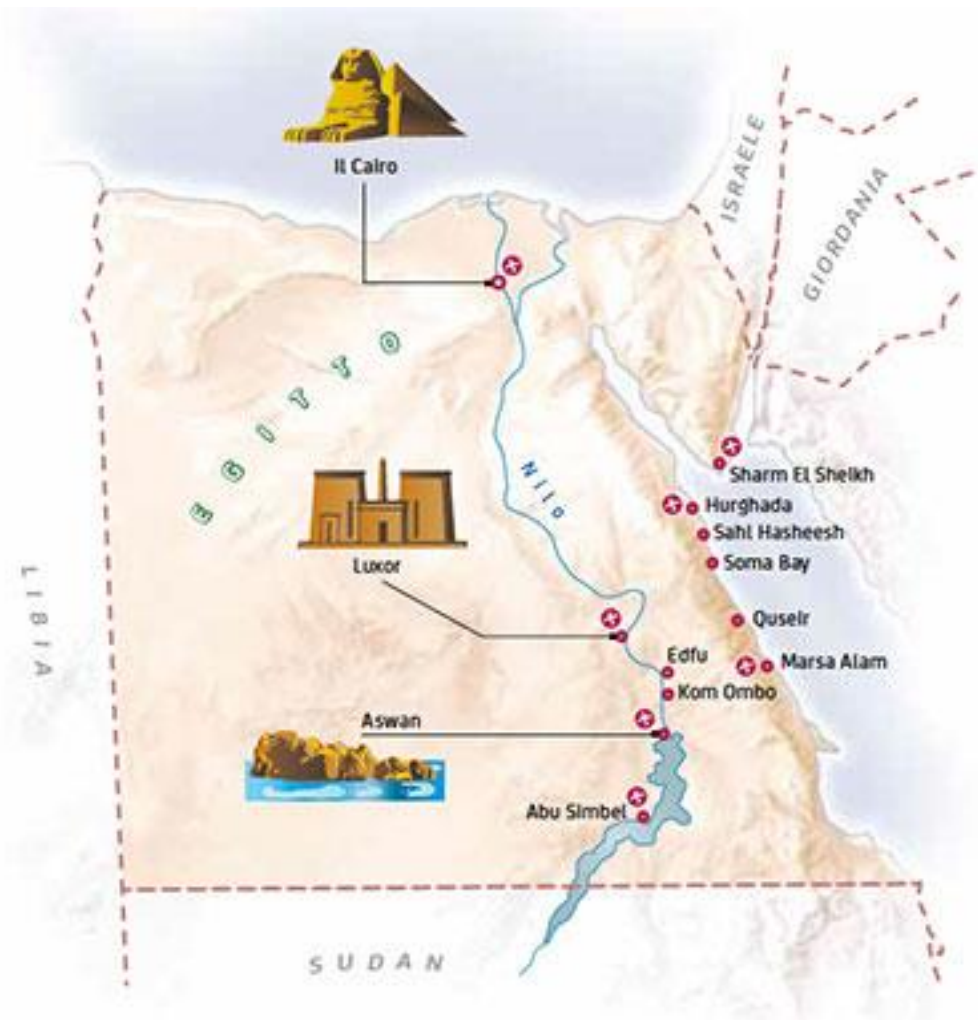 Il Cairo
ISRAELE
GIORDANIA
EGITTO
Nilo
Sharm El Sheikh
Hurghada
Sahl Hasheesh
Soma Bay
Luxor
LIBIA
Quseir
Edfu
Marsa Alam
Kom Ombo
Aswan
Abu Simbel
SUDAN